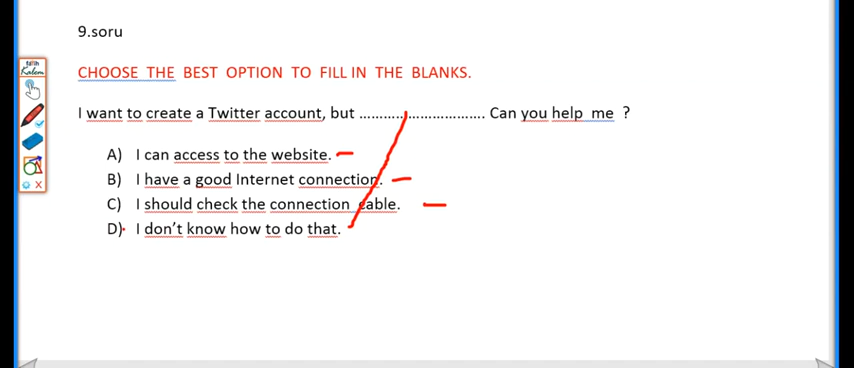 9.soru
Kalem
CHOOSE THE BEST OPTION TO FILL IN THE BLANKS.
I want to create a Twitter account, but ................................ Can you help me ?
A) I can access to the website.
B) I have a good Internet connection.
C) I should check the connection cable.
D) I don't know how to do that.